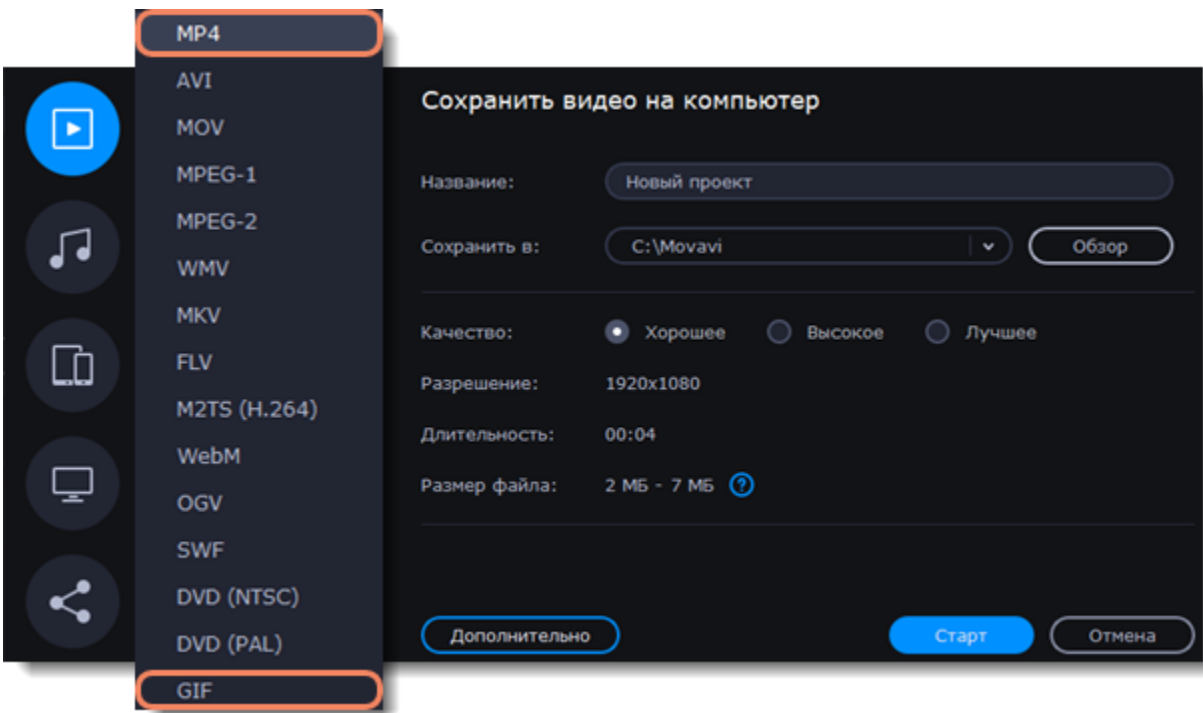 MP4
AVI
MOV
MPEG-1
MPEG-2
WMV
MKV
FLV
M2TS (H.264)
WebM
OGV
SWF
DVD (NTSC)
DVD (PAL)
GIF
Сохранить видео на компьютер
Название: Новый проект
Сохранить в: C:\Movavi Обзор
Качество: Хорошее Высокое Лучшее
Разрешение: 1920x1080
Длительность: 00:04
Размер файла: 2 МБ - 7 МБ ?
Дополнительно Старт Отмена